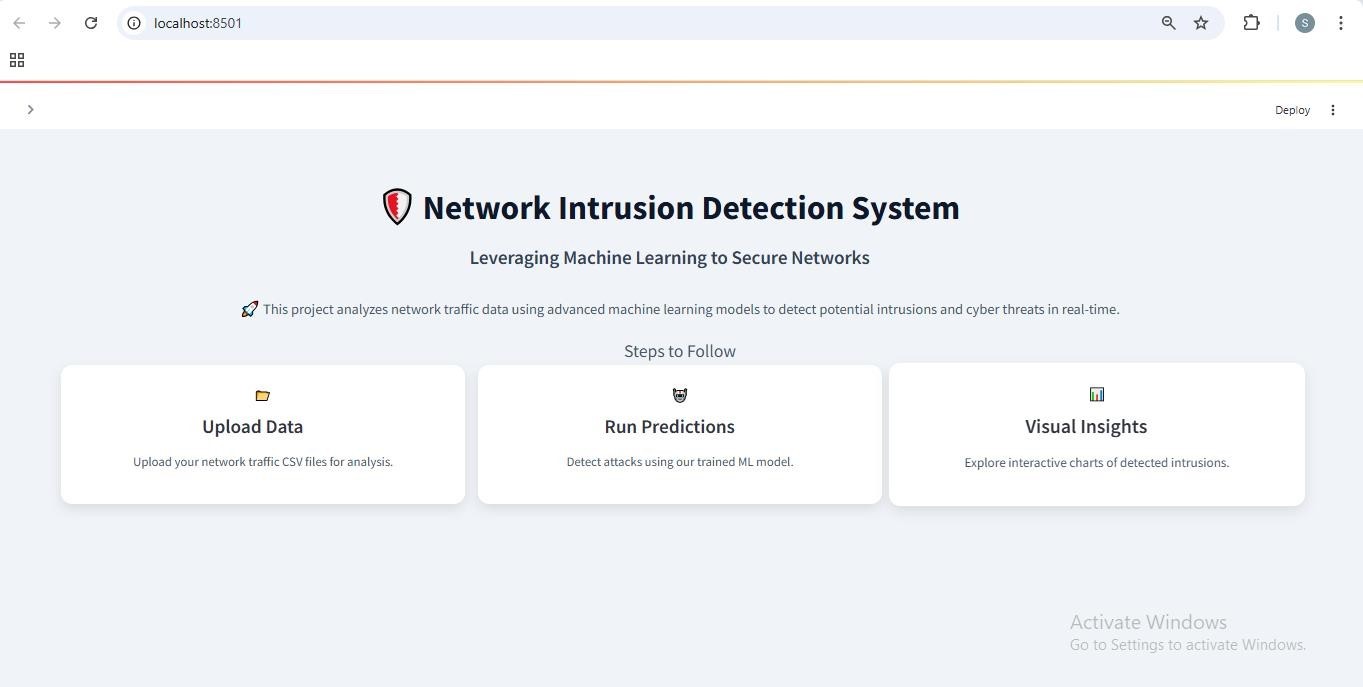 localhost:8501
S
Deploy
Network Intrusion Detection System
Leveraging Machine Learning to Secure Networks
This project analyzes network traffic data using advanced machine learning models to detect potential intrusions and cyber threats in real-time.
Steps to Follow
Upload Data
Upload your network traffic CSV files for analysis.
Run Predictions
Detect attacks using our trained ML model.
Visual Insights
Explore interactive charts of detected intrusions.
Activate Windows
Go to Settings to activate Windows.